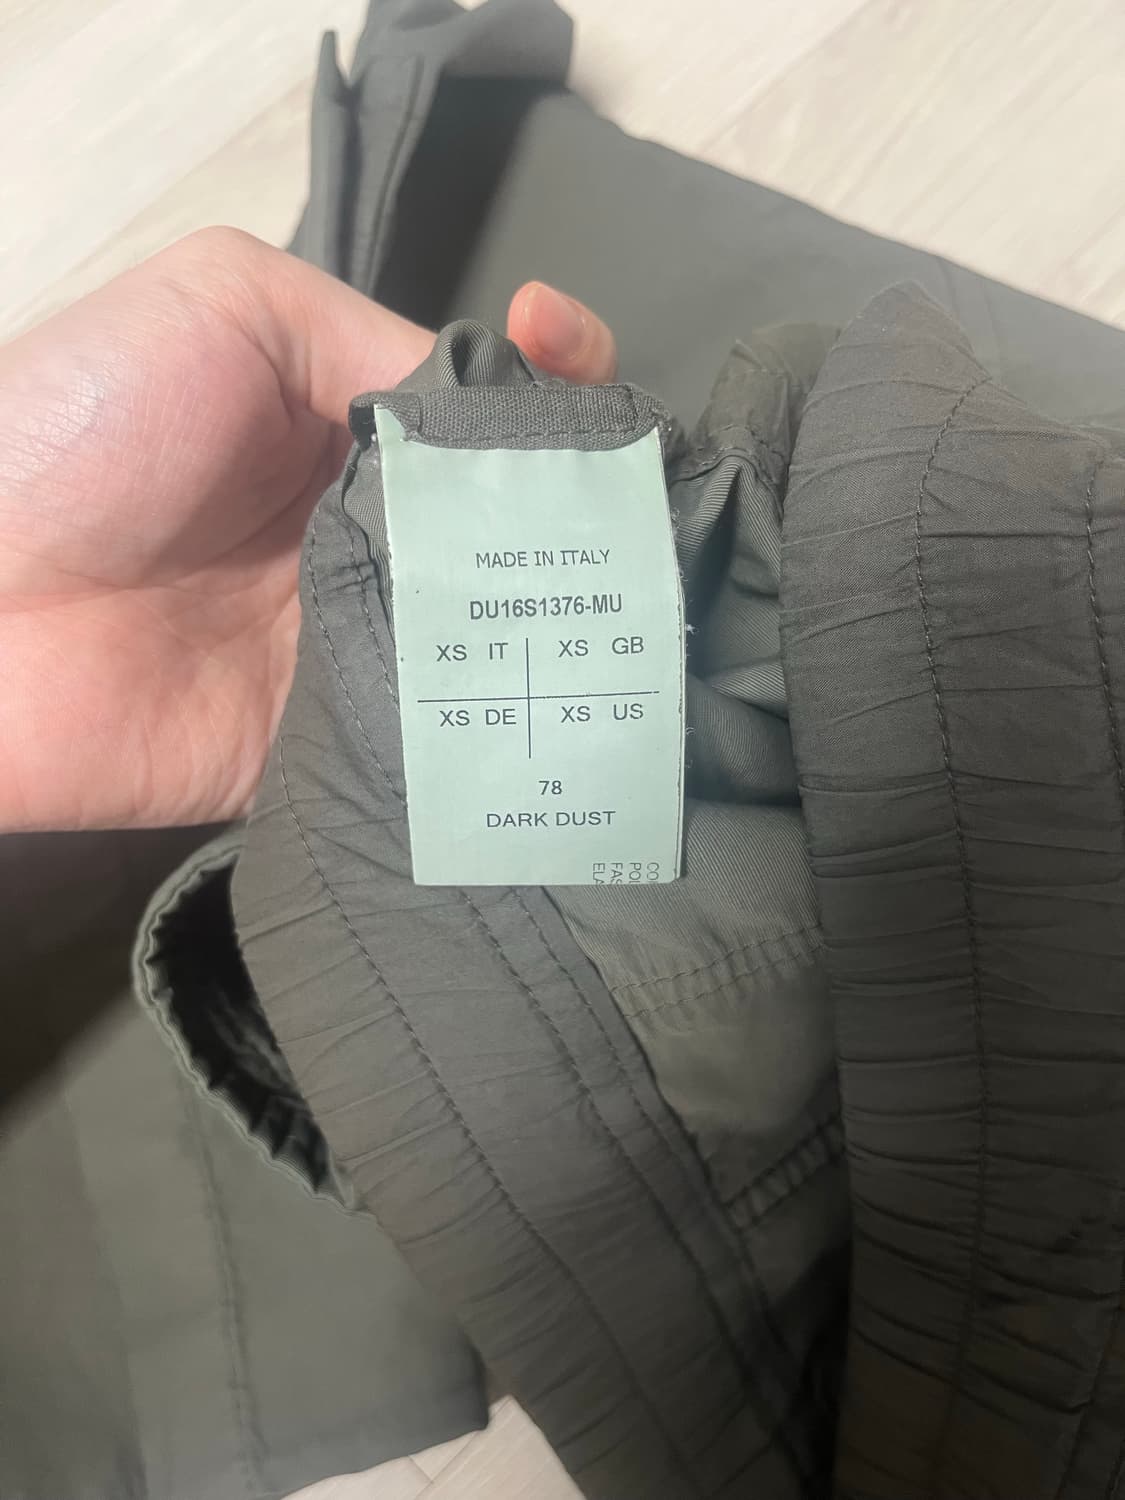 MADE IN ITALY
DU16S1376-MU
XS IT XS GB
XS DE XS US
78
DARK DUST